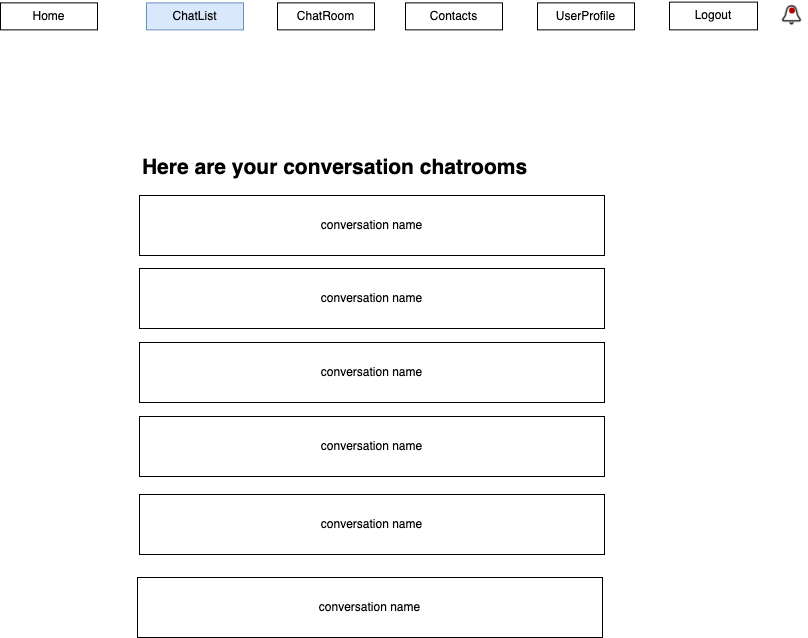 Home
ChatList
ChatRoom
Contacts
UserProfile
Logout
Here are your conversation chatrooms
conversation name
conversation name
conversation name
conversation name
conversation name
conversation name